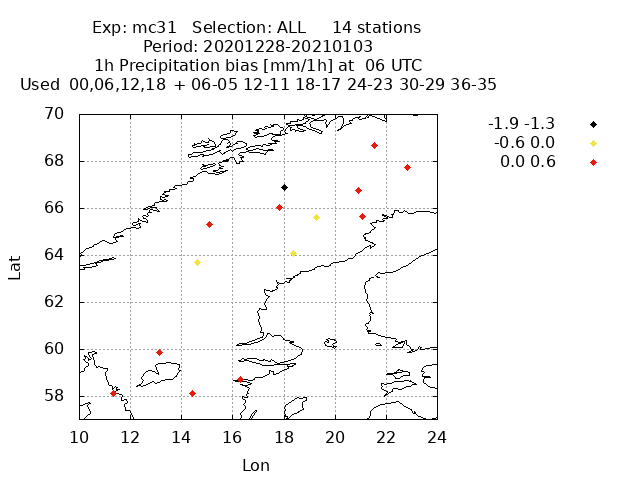 Exp: mc31 Selection: ALL 14 stations
Period: 20201228-20210103
1h Precipitation bias [mm/1h] at 06 UTC
Used 00,06,12,18 + 06-05 12-11 18-17 24-23 30-29 36-35
-1.9 -1.3
-0.6 0.0
0.0 0.6
70
68
66
64
62
60
58
Lat
10 12 14 16 18 20 22 24
Lon